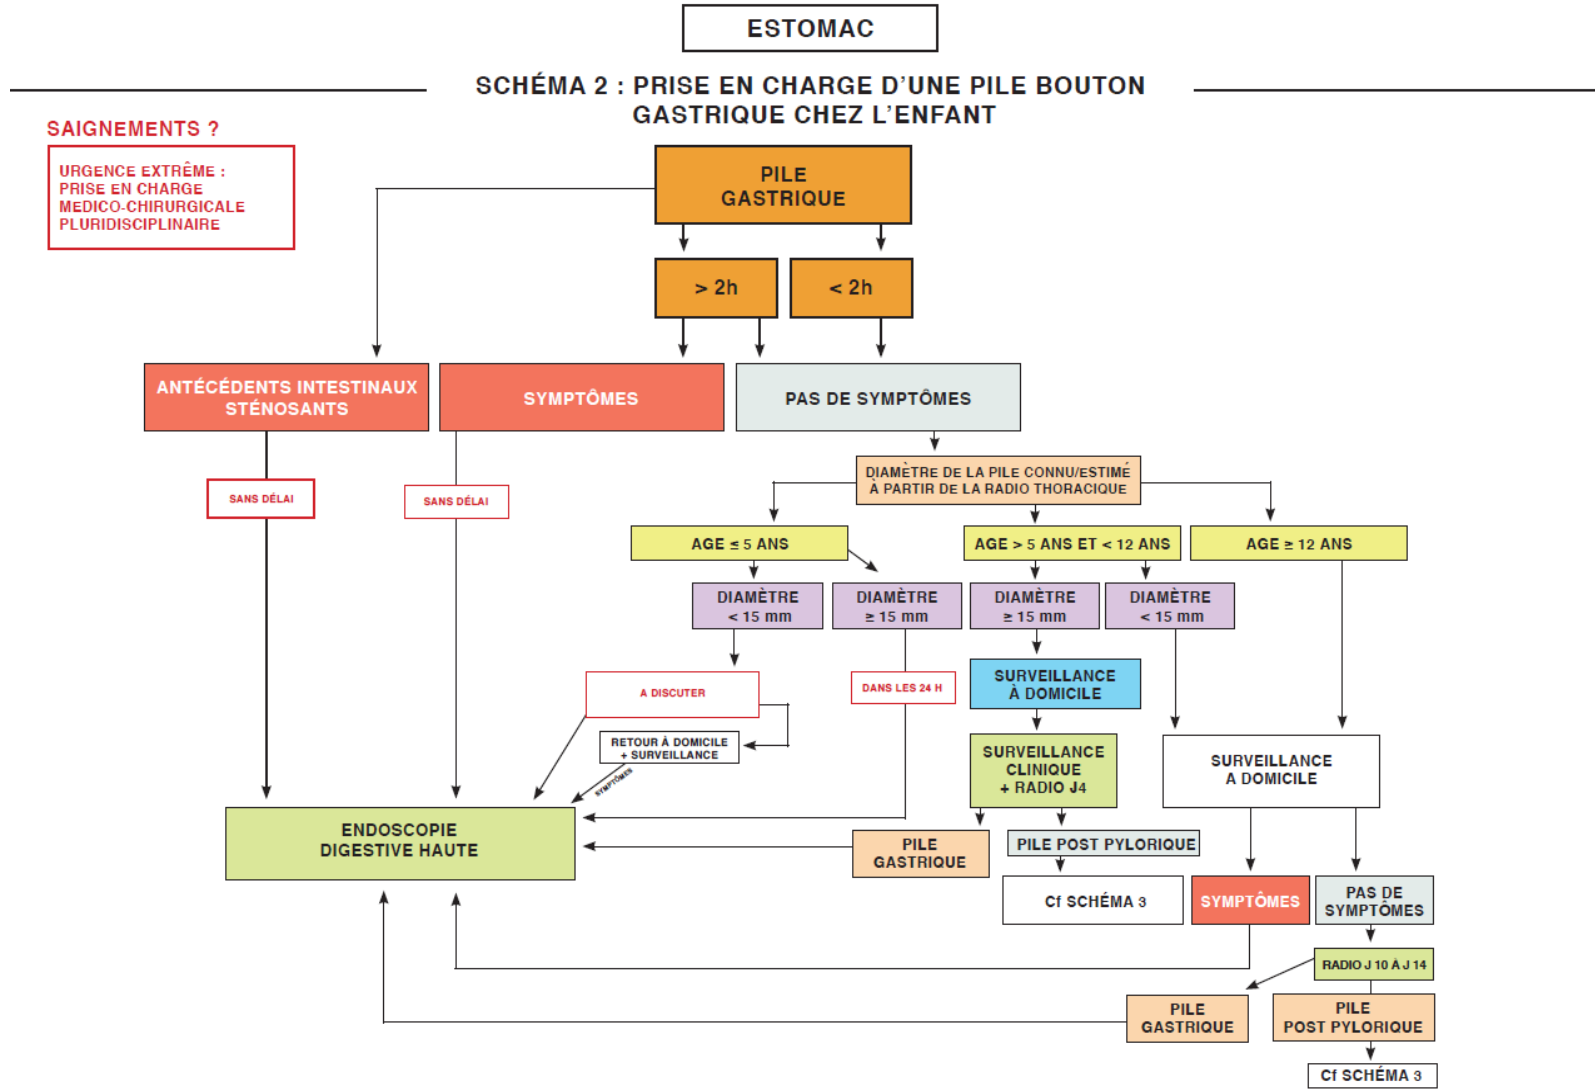 ESTOMAC
SCHÉMA 2 : PRISE EN CHARGE D'UNE PILE BOUTON
GASTRIQUE CHEZ L'ENFANT
SAIGNEMENTS ?
URGENCE EXTRÊME :
PRISE EN CHARGE
MEDICO-CHIRURGICALE
PLURIDISCIPLINAIRE
PILE
GASTRIQUE
> 2h
< 2h
ANTÉCÉDENTS INTESTINAUX
STÉNOSANTS
SYMPTÔMES
PAS DE SYMPTÔMES
SANS DÉLAI
SANS DÉLAI
DIAMÈTRE DE LA PILE CONNU/ESTIMÉ
À PARTIR DE LA RADIO THORACIQUE
AGE ≤ 5 ANS
AGE > 5 ANS ET < 12 ANS
AGE ≥ 12 ANS
DIAMÈTRE
< 15 mm
DIAMÈTRE
≥ 15 mm
DIAMÈTRE
≥ 15 mm
DIAMÈTRE
< 15 mm
A DISCUTER
DANS LES 24 H
SURVEILLANCE
À DOMICILE
RETOUR À DOMICILE
+ SURVEILLANCE
SYMPTÔMES
SURVEILLANCE
CLINIQUE
+ RADIO J4
SURVEILLANCE
A DOMICILE
ENDOSCOPIE
DIGESTIVE HAUTE
PILE
GASTRIQUE
PILE POST PYLORIQUE
Cf SCHÉMA 3
SYMPTÔMES
PAS DE
SYMPTÔMES
RADIO J 10 À J 14
PILE
GASTRIQUE
PILE
POST PYLORIQUE
Cf SCHÉMA 3